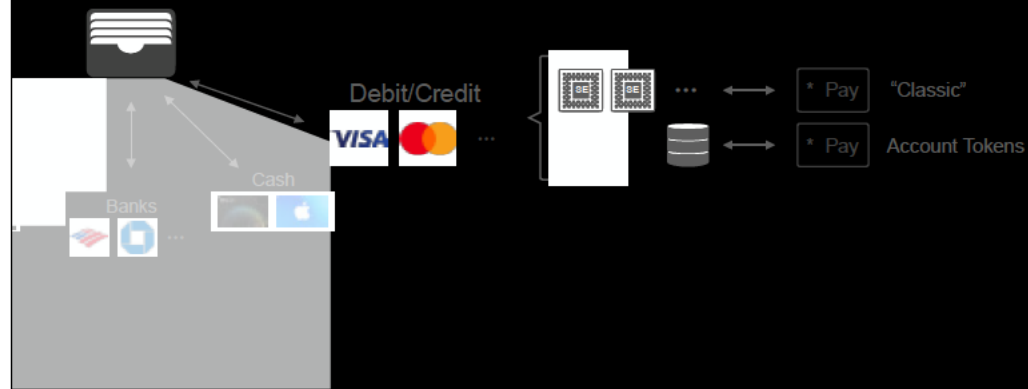 Debit/Credit
VISA
...
SE SE ...
* Pay "Classic"
* Pay Account Tokens
Cash
Banks
...